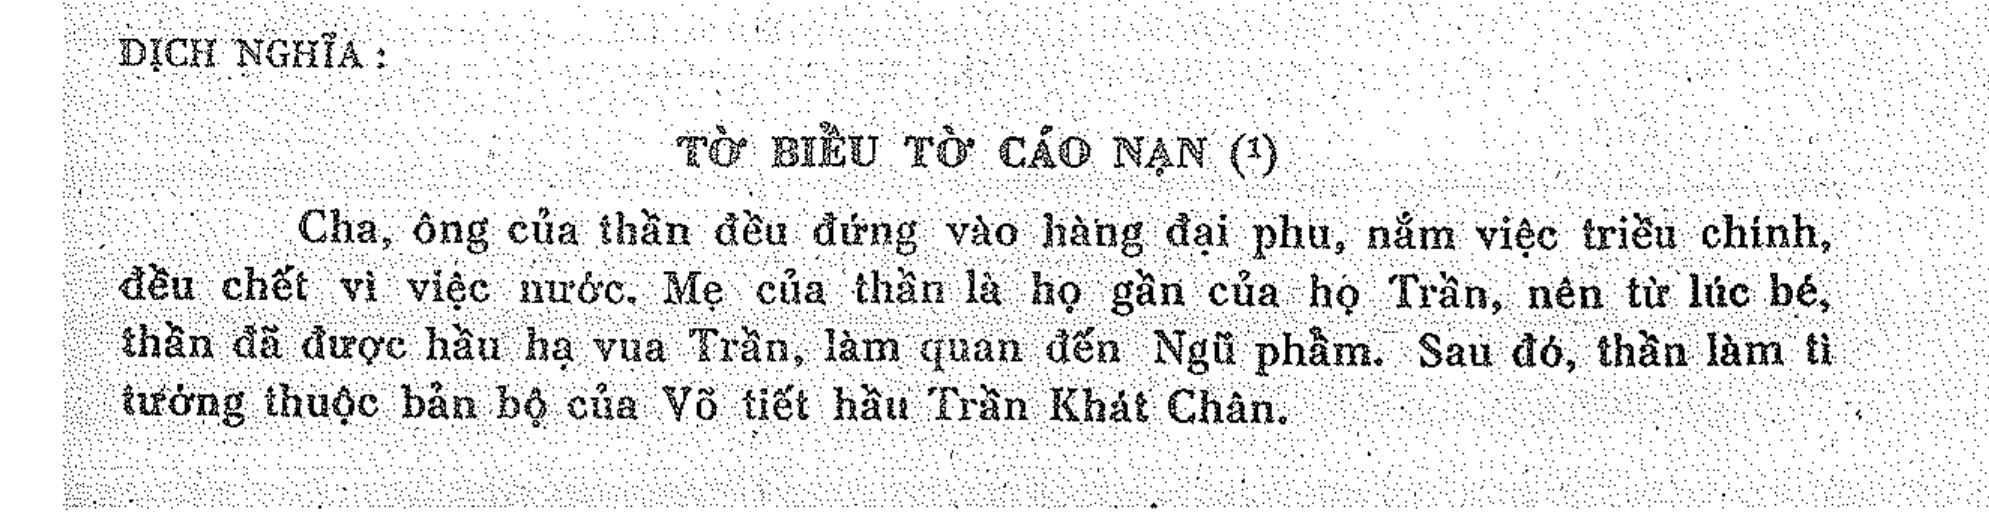 DỊCH NGHĨA :
TỜ BIỂU TỜ CÁO NẠN (¹)
Cha, ông của thần đều đứng vào hàng đại phu, nắm việc triều chính,
đều chết vì việc nước. Mẹ của thần là họ gần của họ Trần, nên từ lúc bé,
thần đã được hầu hạ vua Trần, làm quan đến Ngũ phẩm. Sau đó, thần làm tì
tướng thuộc bản bộ của Võ tiết hầu Trần Khát Chân.